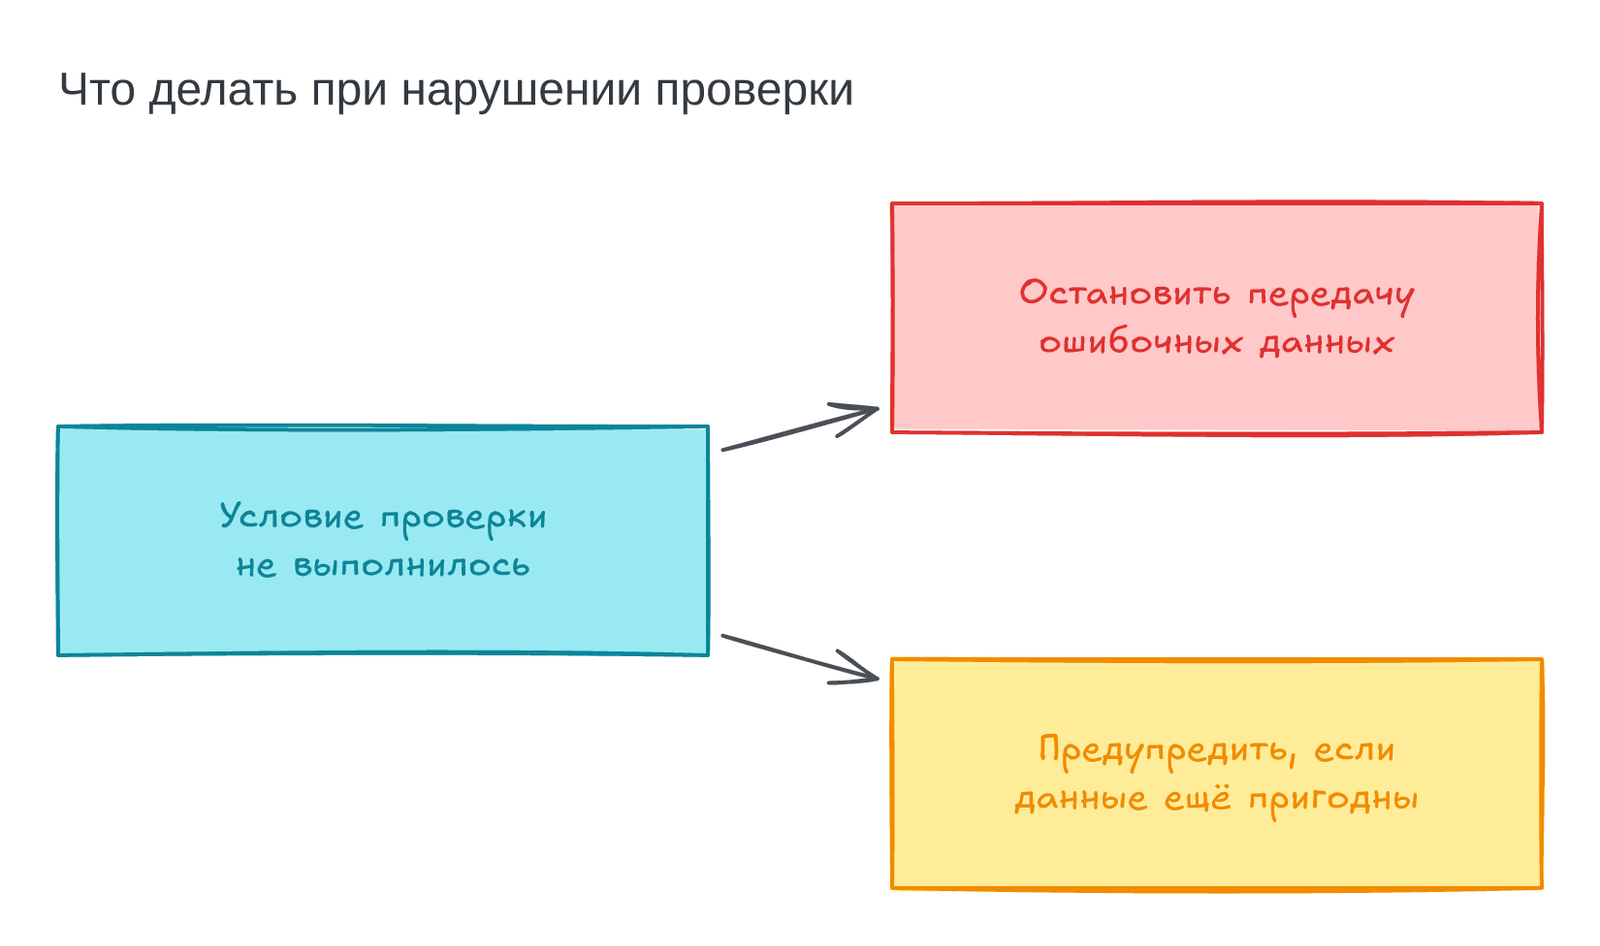 Что делать при нарушении проверки
Остановить передачу
ошибочных данных
Условие проверки
не выполнилось
Предупредить, если
данные ещё пригодны